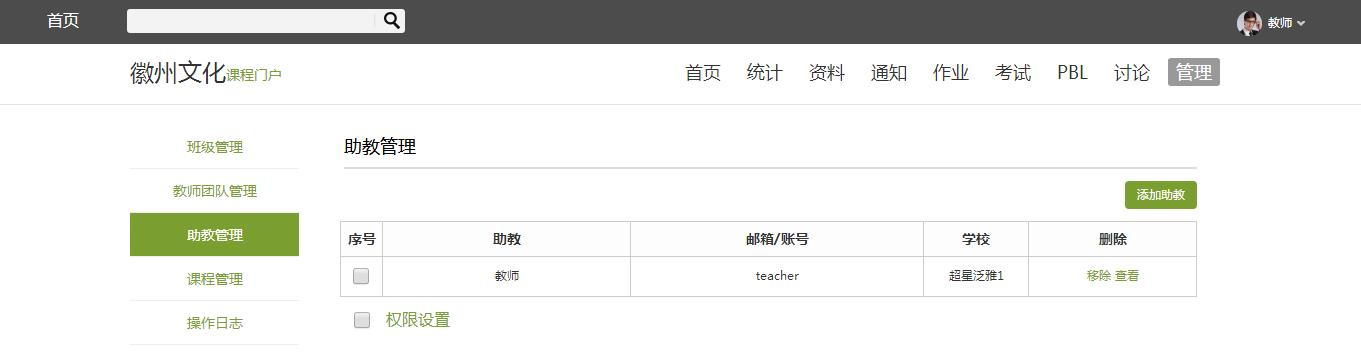 首页
教师
徽州文化课程门户
首页 统计 资料 通知 作业 考试 PBL 讨论 管理
班级管理
教师团队管理
助教管理
课程管理
操作日志
助教管理
添加助教
序号 助教 邮箱/账号 学校 删除
教师 teacher 超星泛雅1 移除 查看
权限设置